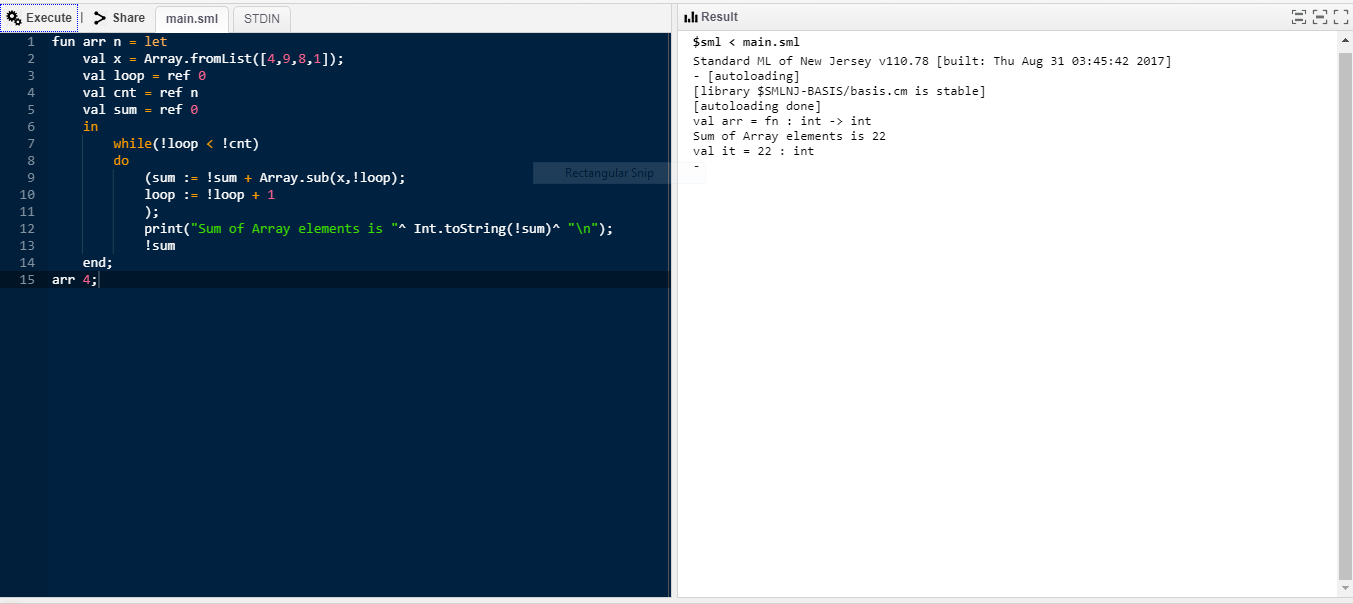 Execute | Share main.sml STDIN
1 fun arr n = let
2     val x = Array.fromList([4,9,8,1]);
3     val loop = ref 0
4     val cnt = ref n
5     val sum = ref 0
6     in
7         while(!loop < !cnt)
8         do
9             (sum := !sum + Array.sub(x,!loop);
10             loop := !loop + 1
11             );
12             print("Sum of Array elements is "^ Int.toString(!sum)^ "\n");
13             !sum
14     end;
15 arr 4;
Rectangular Snip
Result
$sml < main.sml
Standard ML of New Jersey v110.78 [built: Thu Aug 31 03:45:42 2017]
- [autoloading]
[library $SMLNJ-BASIS/basis.cm is stable]
[autoloading done]
val arr = fn : int -> int
Sum of Array elements is 22
val it = 22 : int
-